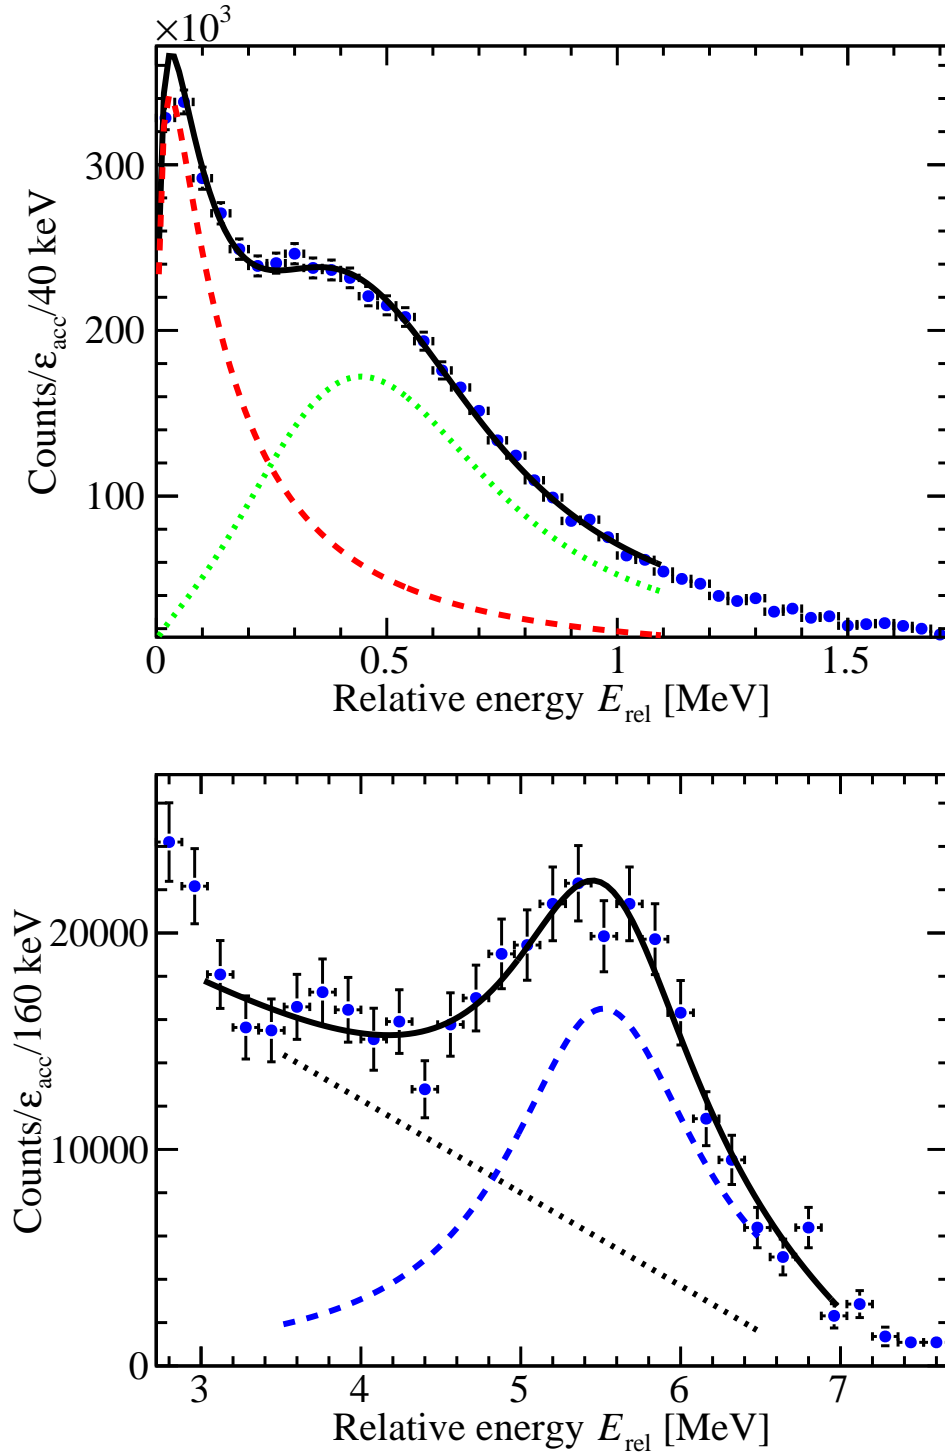 ×10³
300
200
100
Counts/ε_acc/40 keV
0 0.5 1 1.5
Relative energy E_rel [MeV]
20000
10000
0
Counts/ε_acc/160 keV
3 4 5 6 7
Relative energy E_rel [MeV]